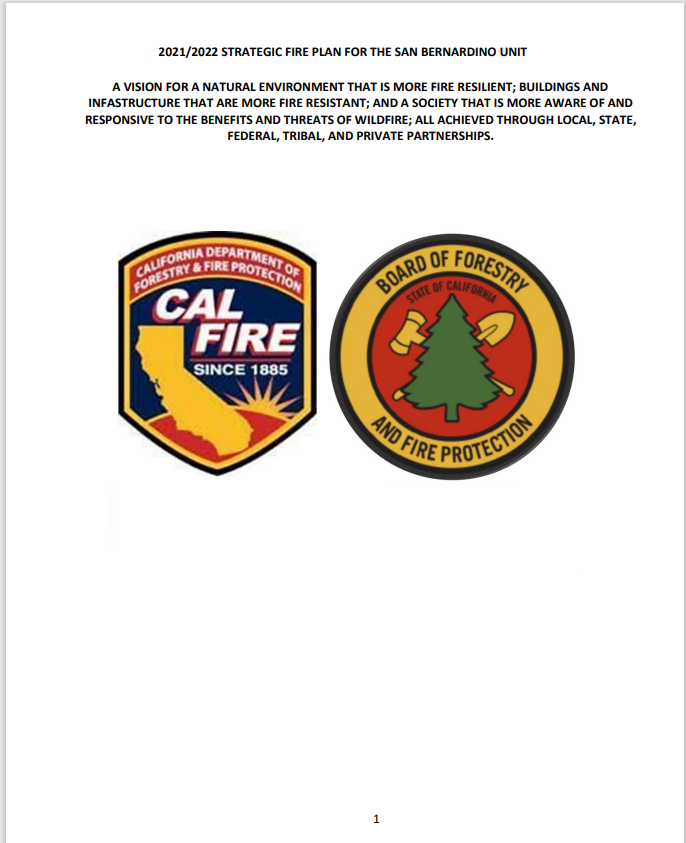 2021/2022 STRATEGIC FIRE PLAN FOR THE SAN BERNARDINO UNIT
A VISION FOR A NATURAL ENVIRONMENT THAT IS MORE FIRE RESILIENT; BUILDINGS AND
INFASTRUCTURE THAT ARE MORE FIRE RESISTANT; AND A SOCIETY THAT IS MORE AWARE OF AND
RESPONSIVE TO THE BENEFITS AND THREATS OF WILDFIRE; ALL ACHIEVED THROUGH LOCAL, STATE,
FEDERAL, TRIBAL, AND PRIVATE PARTNERSHIPS.
CALIFORNIA DEPARTMENT OF
FORESTRY & FIRE PROTECTION
CAL
FIRE
SINCE 1885
BOARD OF FORESTRY
STATE OF CALIFORNIA
AND FIRE PROTECTION
1